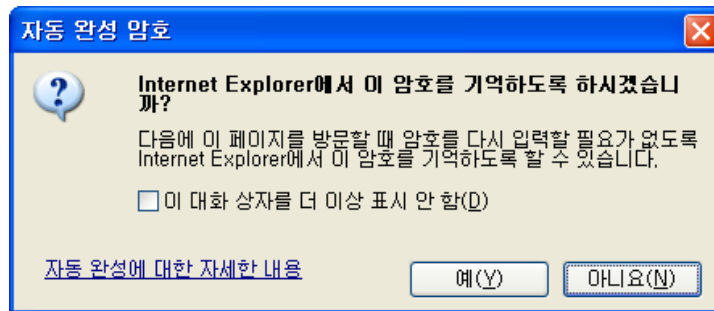 자동 완성 암호
Internet Explorer에서 이 암호를 기억하도록 하시겠습니
까?
다음에 이 페이지를 방문할 때 암호를 다시 입력할 필요가 없도록
Internet Explorer에서 이 암호를 기억하도록 할 수 있습니다.
이 대화 상자를 더 이상 표시 안 함(D)
자동 완성에 대한 자세한 내용
예(Y)
아니요(N)